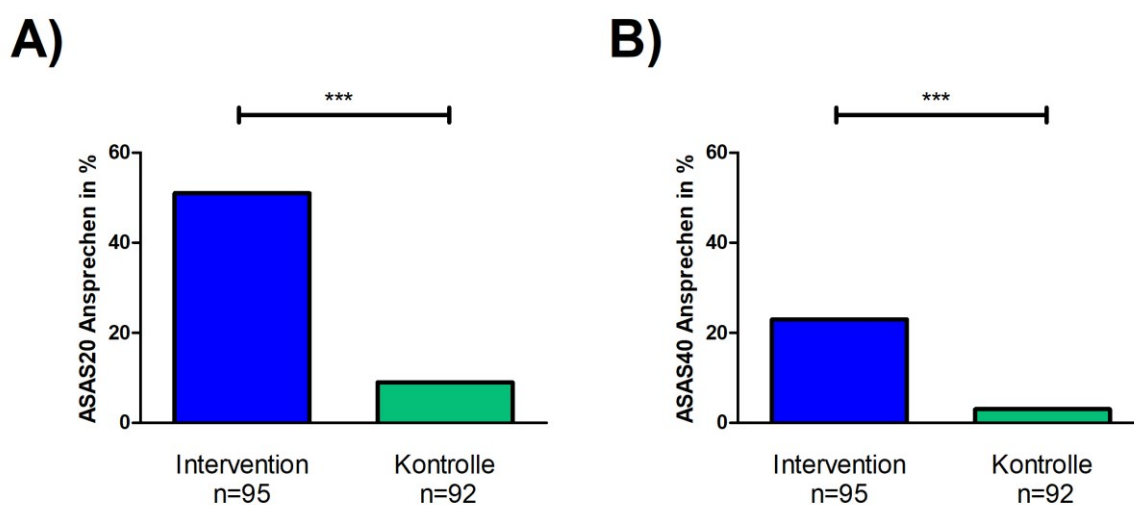 A)
***
ASAS20 Ansprechen in %
60
40
20
0
Intervention
n=95
Kontrolle
n=92
B)
***
ASAS40 Ansprechen in %
60
40
20
0
Intervention
n=95
Kontrolle
n=92